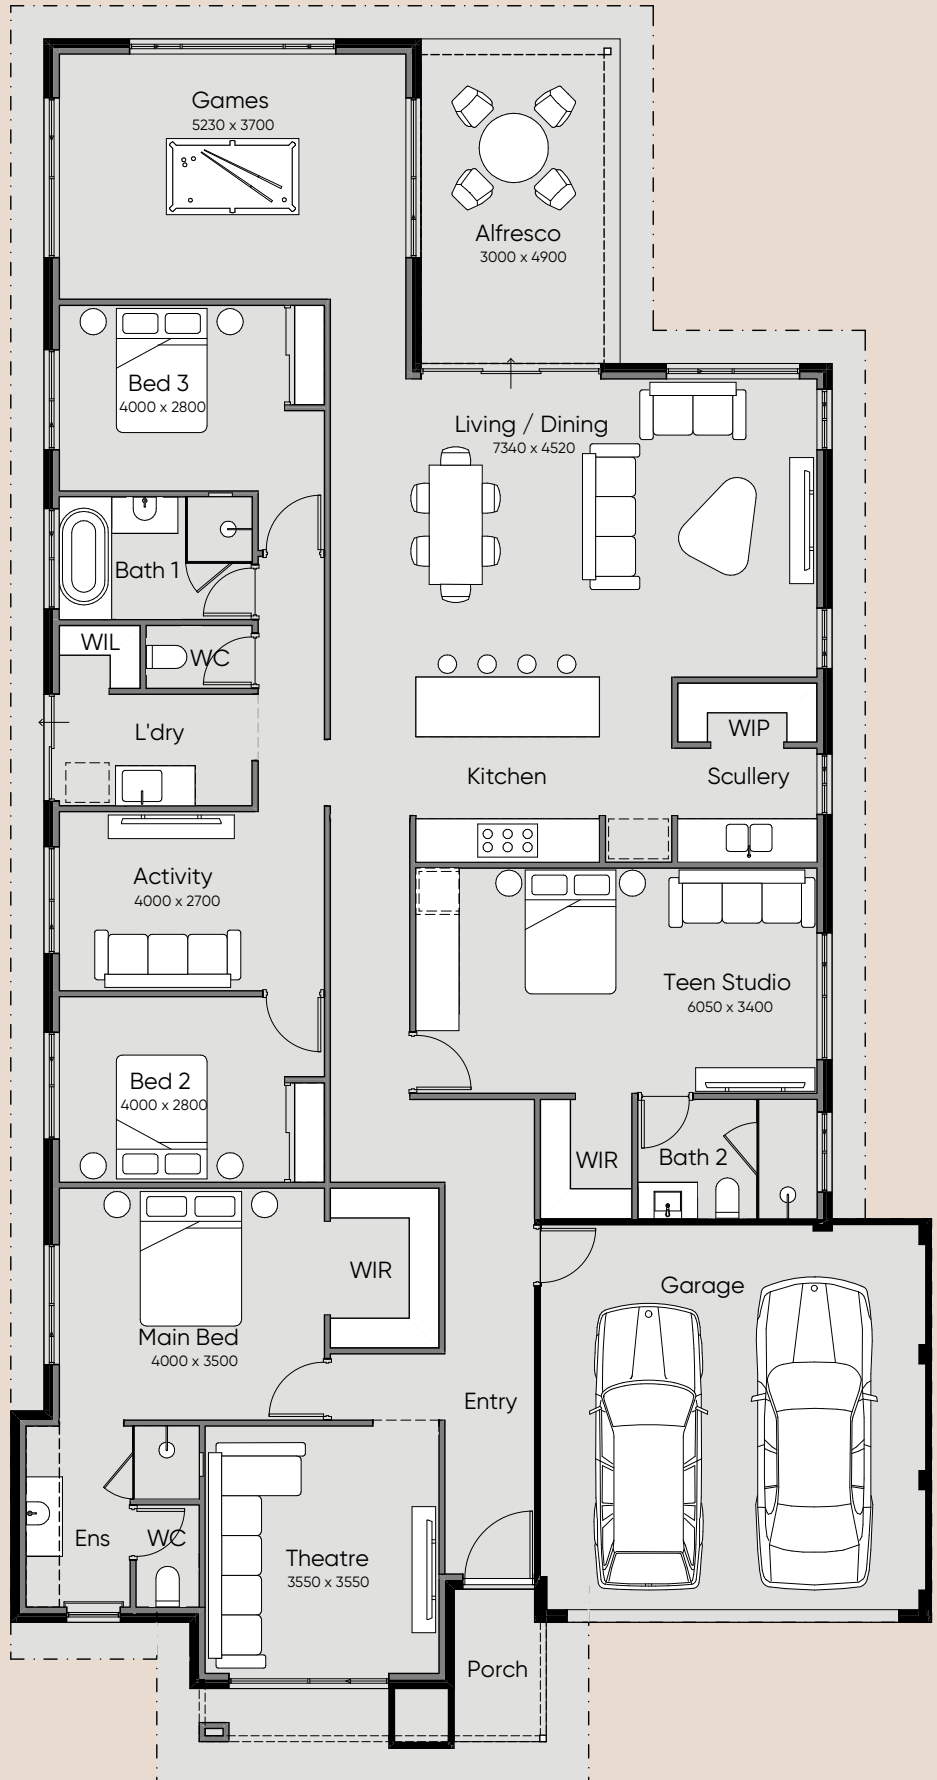 Games
5230 x 3700
Alfresco
3000 x 4900
Bed 3
4000 x 2800
Living / Dining
7340 x 4520
Bath 1
WIL
WC
L'dry
WIP
Kitchen
Scullery
Activity
4000 x 2700
Teen Studio
6050 x 3400
Bed 2
4000 x 2800
WIR
Bath 2
WIR
Garage
Main Bed
4000 x 3500
Entry
Ens
WC
Theatre
3550 x 3550
Porch